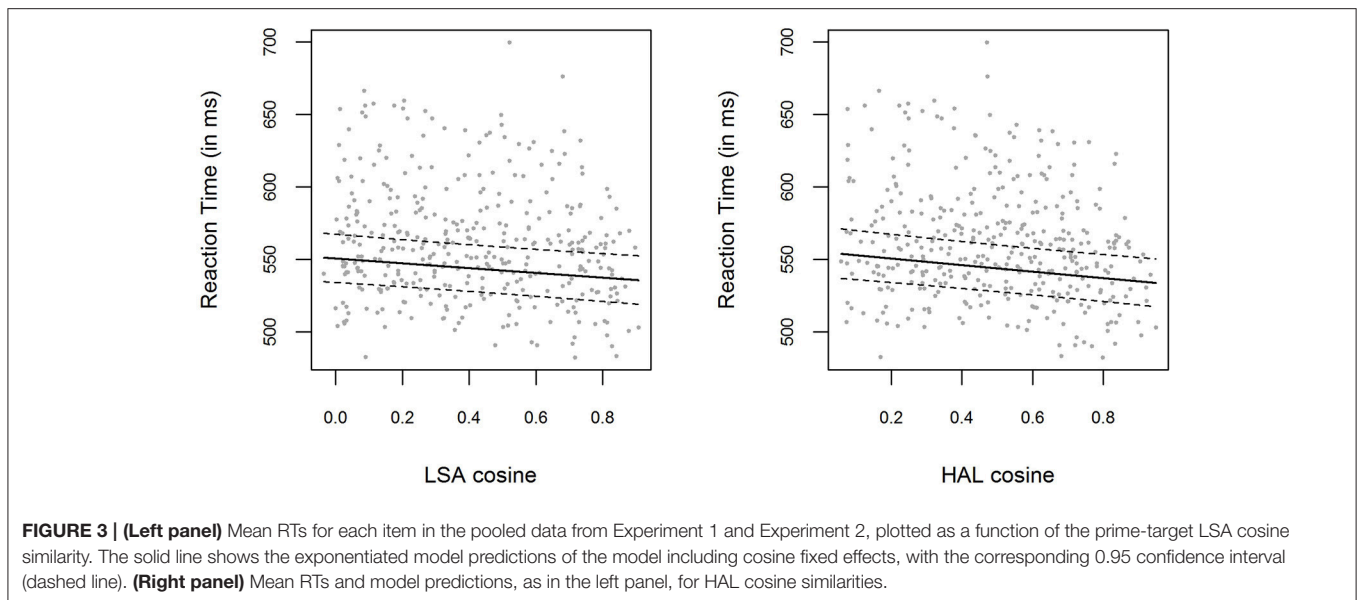 700
650
600
550
500
Reaction Time (in ms)
0.0 0.2 0.4 0.6 0.8
LSA cosine
700
650
600
550
500
Reaction Time (in ms)
0.2 0.4 0.6 0.8
HAL cosine
FIGURE 3 | (Left panel) Mean RTs for each item in the pooled data from Experiment 1 and Experiment 2, plotted as a function of the prime-target LSA cosine
similarity. The solid line shows the exponentiated model predictions of the model including cosine fixed effects, with the corresponding 0.95 confidence interval
(dashed line). (Right panel) Mean RTs and model predictions, as in the left panel, for HAL cosine similarities.